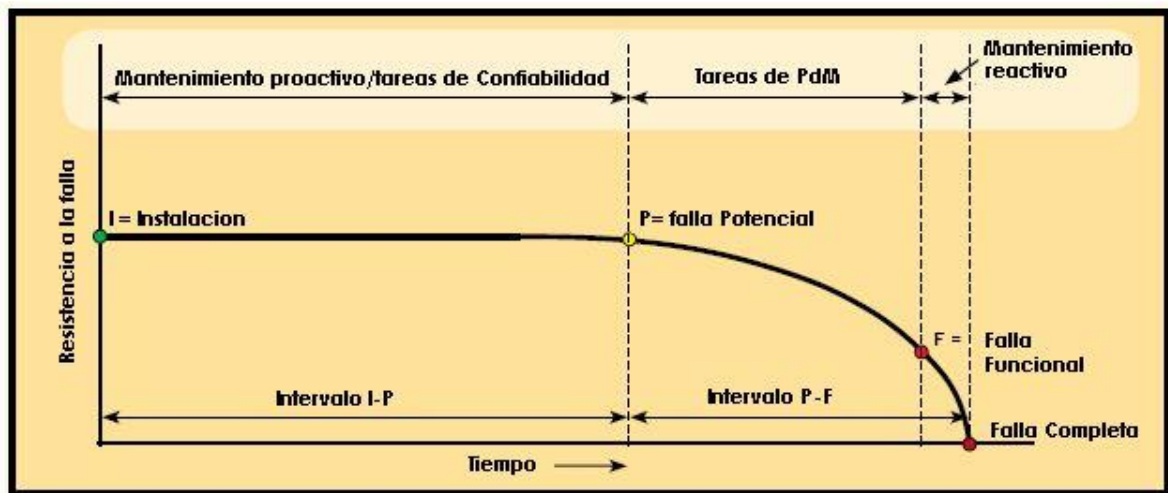 Mantenimiento proactivo/tareas de Confiabilidad
Tareas de PdM
Mantenimiento
reactivo
Resistencia a la falla
I = Instalacion
P= falla Potencial
F = Falla
Funcional
Intervalo I-P
Intervalo P-F
Falla Completa
Tiempo